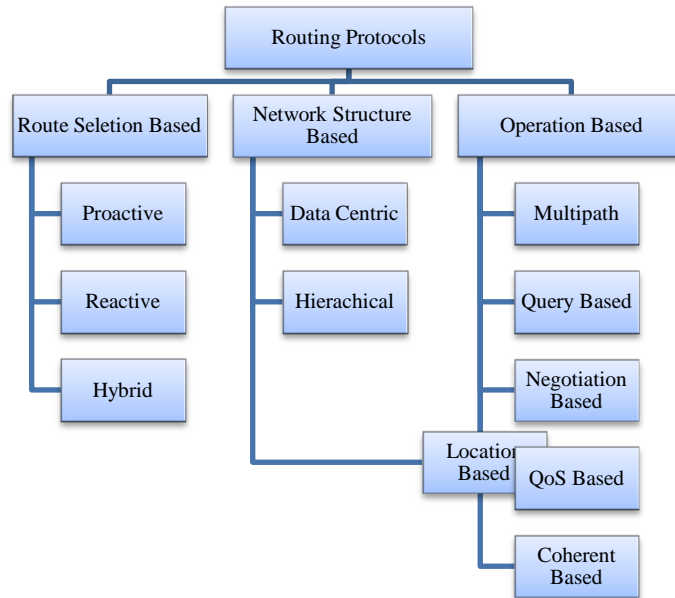 Routing Protocols
Route Seletion Based
Network Structure
Based
Operation Based
Proactive
Reactive
Hybrid
Data Centric
Hierachical
Location
Based
Multipath
Query Based
Negotiation
Based
QoS Based
Coherent
Based